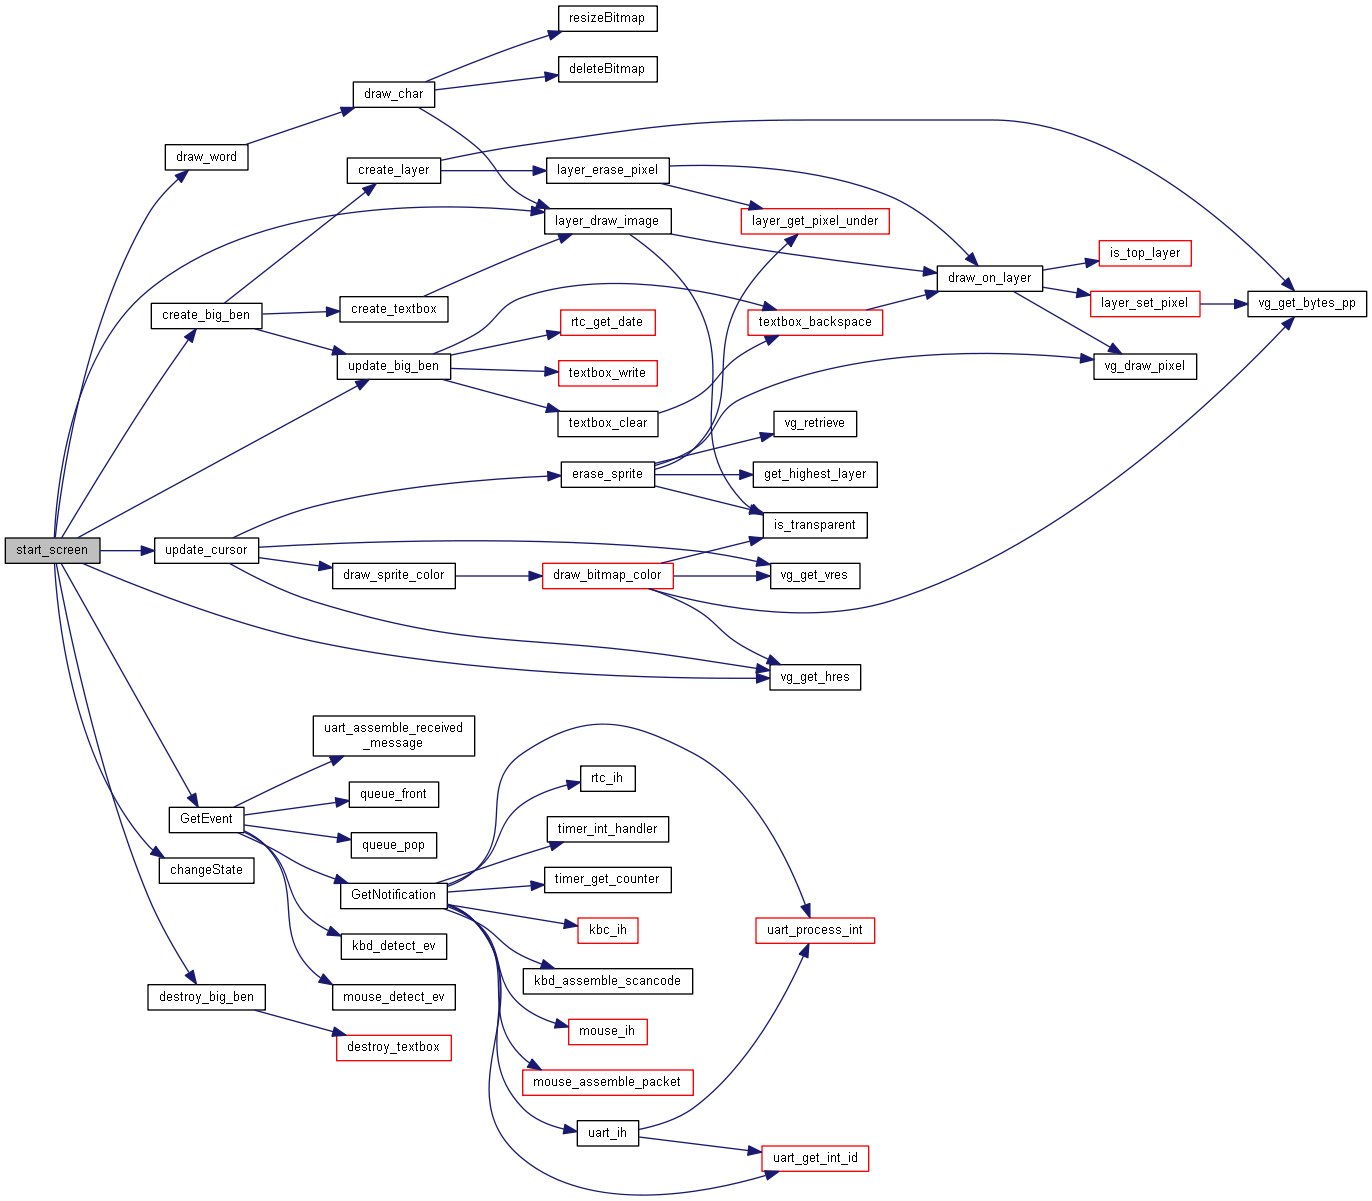 resizeBitmap
deleteBitmap
draw_char
draw_word
create_layer
layer_erase_pixel
layer_get_pixel_under
layer_draw_image
is_top_layer
draw_on_layer
layer_set_pixel
vg_get_bytes_pp
create_big_ben
create_textbox
rtc_get_date
textbox_backspace
update_big_ben
textbox_write
vg_draw_pixel
textbox_clear
vg_retrieve
erase_sprite
get_highest_layer
is_transparent
start_screen
update_cursor
draw_sprite_color
draw_bitmap_color
vg_get_vres
vg_get_hres
uart_assemble_received
_message
rtc_ih
queue_front
GetEvent
timer_int_handler
queue_pop
changeState
timer_get_counter
GetNotification
kbc_ih
uart_process_int
kbd_detect_ev
kbd_assemble_scancode
destroy_big_ben
mouse_detect_ev
mouse_ih
destroy_textbox
mouse_assemble_packet
uart_ih
uart_get_int_id